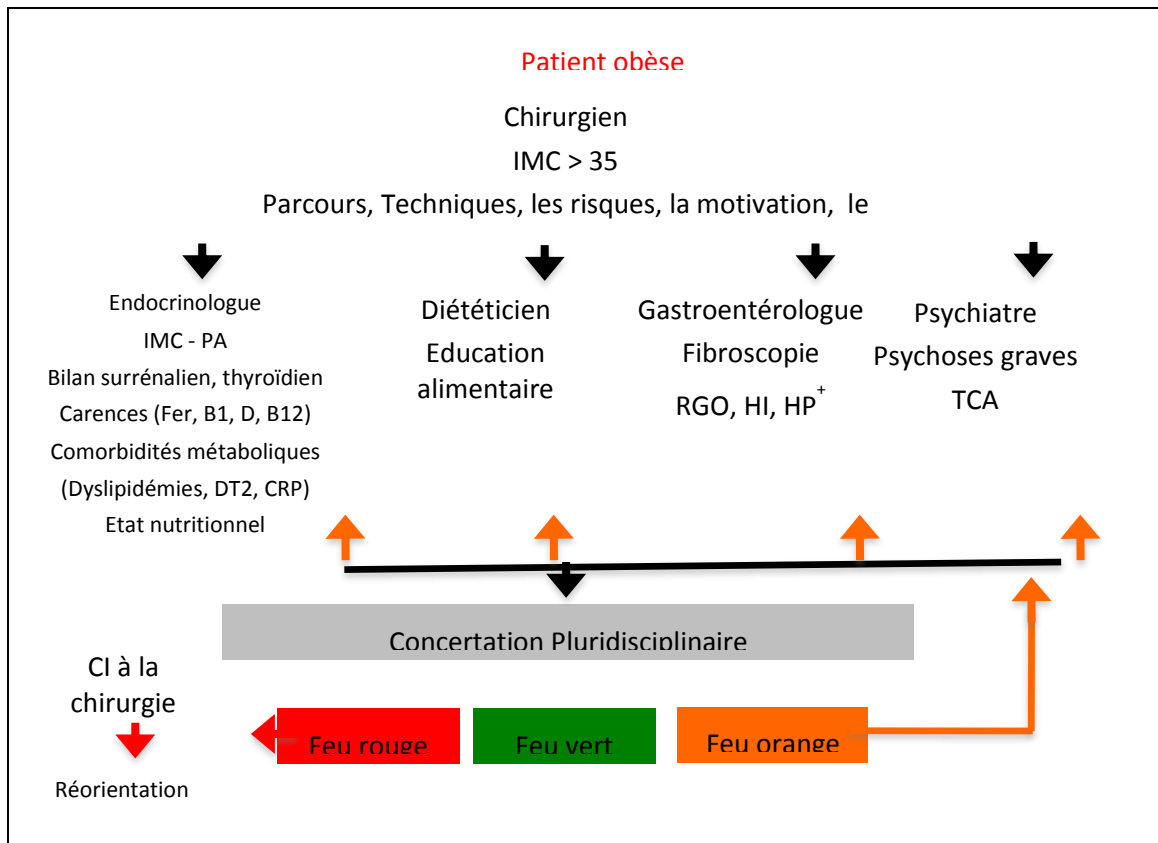 Patient obèse
Chirurgien
IMC > 35
Parcours, Techniques, les risques, la motivation, le
Endocrinologue
IMC - PA
Bilan surrénalien, thyroïdien
Carences (Fer, B1, D, B12)
Comorbidités métaboliques
(Dyslipidémies, DT2, CRP)
Etat nutritionnel
Diététicien
Education
alimentaire
Gastroentérologue
Fibroscopie
RGO, HI, HP⁺
Psychiatre
Psychoses graves
TCA
Concertation Pluridisciplinaire
CI à la
chirurgie
Réorientation
Feu rouge
Feu vert
Feu orange